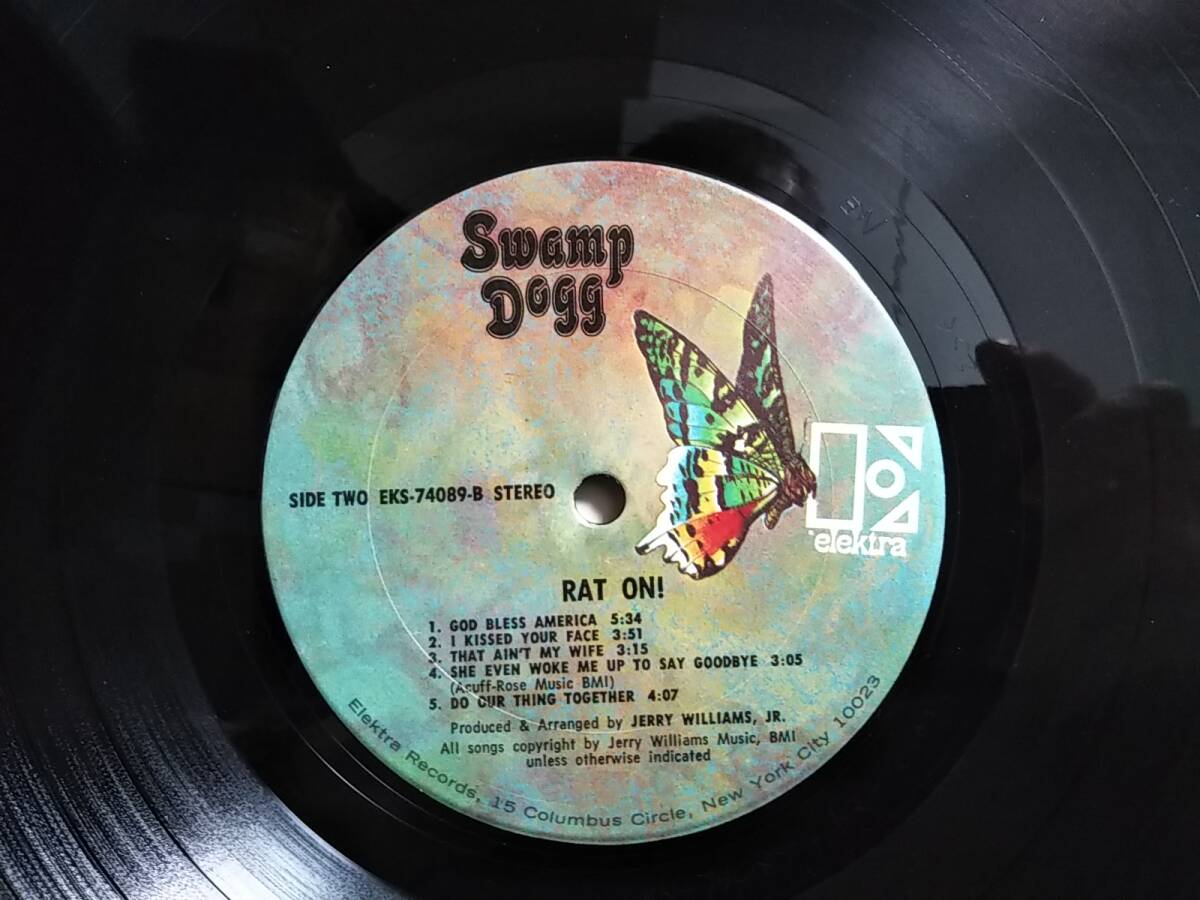 Swamp
Dogg
SIDE TWO EKS-74089-B STEREO
elektra
RAT ON!
1. GOD BLESS AMERICA 5:34
2. I KISSED YOUR FACE 3:51
3. THAT AIN'T MY WIFE 3:15
4. SHE EVEN WOKE ME UP TO SAY GOODBYE 3:05
(Acuff-Rose Music BMI)
5. DO OUR THING TOGETHER 4:07
Produced & Arranged by JERRY WILLIAMS, JR.
All songs copyright by Jerry Williams Music, BMI
unless otherwise indicated
Elektra Records, 15 Columbus Circle, New York City 10023